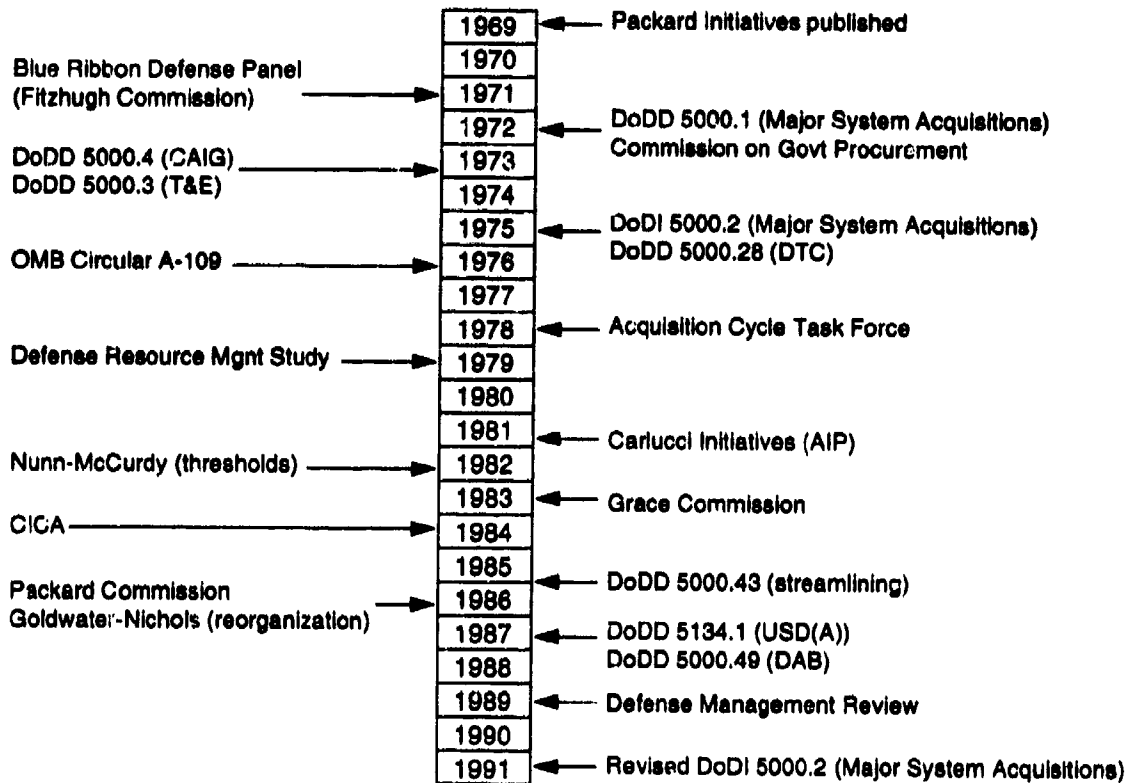 1969
Packard Initiatives published
1970
Blue Ribbon Defense Panel
(Fitzhugh Commission)
1971
1972
DoDD 5000.1 (Major System Acquisitions)
Commission on Govt Procurement
DoDD 5000.4 (CAIG)
DoDD 5000.3 (T&E)
1973
1974
1975
DoDI 5000.2 (Major System Acquisitions)
DoDD 5000.28 (DTC)
OMB Circular A-109
1976
1977
1978
Acquisition Cycle Task Force
Defense Resource Mgnt Study
1979
1980
1981
Carlucci Initiatives (AIP)
Nunn-McCurdy (thresholds)
1982
1983
Grace Commission
CICA
1984
1985
DoDD 5000.43 (streamlining)
Packard Commission
Goldwater-Nichols (reorganization)
1986
1987
DoDD 5134.1 (USD(A))
DoDD 5000.49 (DAB)
1988
1989
Defense Management Review
1990
1991
Revised DoDI 5000.2 (Major System Acquisitions)